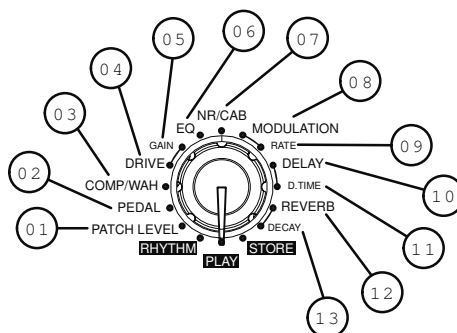 05
06
07
04
08
NR/CAB
EQ
MODULATION
03
GAIN
RATE
09
DRIVE
DELAY
02
COMP/WAH
D.TIME
10
PEDAL
REVERB
01
PATCH LEVEL
DECAY
11
RHYTHM
STORE
PLAY
12
13